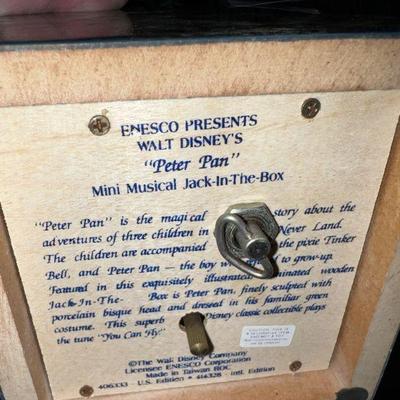 ENESCO PRESENTS
WALT DISNEY'S
"Peter Pan"
Mini Musical Jack-In-The-Box
"Peter Pan" is the magical story about the
adventures of three children in Never Land.
The children are accompanied the pixie Tinker
Bell, and Peter Pan — the boy to grow-up.
Featured in this exquisitely illustrated, wooden
Jack-In-The- Box is Peter Pan, finely sculpted with
porcelain bisque head and dressed in his familiar green
costume. This superb Disney classic collectible plays
the tune "You Can Fly."
©The Walt Disney Company
Licensee ENESCO Corporation
Made in Taiwan ROC
406333 - U.S. Edition • 414328 - Intl. Edition